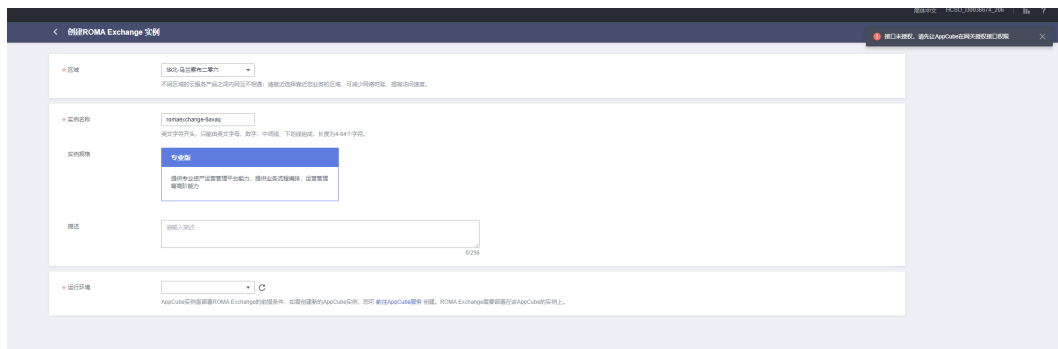 简体中文 HCSO_I30036674_206 ?
< 创建ROMA Exchange 实例
接口未授权，请先让AppCube在网关授权接口权限 ×
* 区域 华北-乌兰察布二零六
不同区域的云服务产品之间内网互不相通；请就近选择靠近您业务的区域，可减少网络时延，提高访问速度。
* 实例名称 romaexchange-6avaq
英文字符开头，只能由英文字母、数字、中划线、下划线组成，长度为4-64个字符。
实例规格 专业版
提供专业资产运营管理平台能力，提供业务流程编排、运营管理
等高阶能力
描述 请输入描述
0/255
* 运行环境
AppCube实例是部署ROMA Exchange的前提条件，如需创建新的AppCube实例，您可 前往AppCube服务 创建。ROMA Exchange需要部署在该AppCube的实例上。